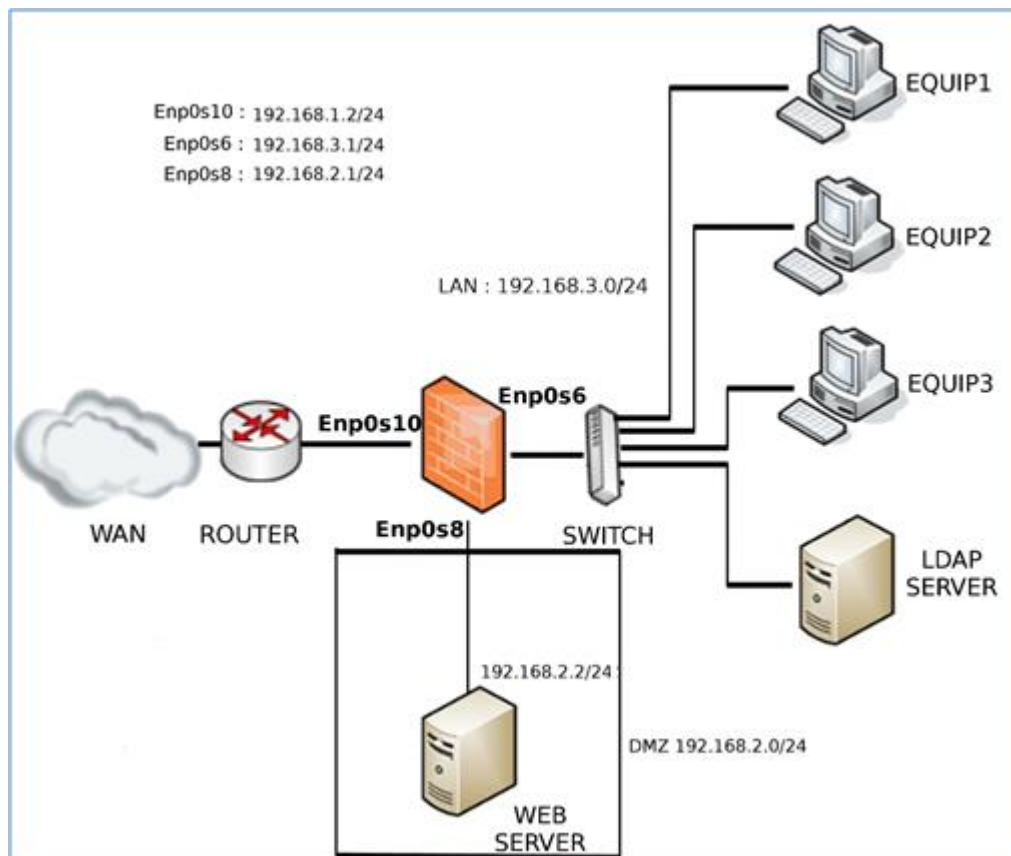 Enp0s10 : 192.168.1.2/24
Enp0s6 : 192.168.3.1/24
Enp0s8 : 192.168.2.1/24
EQUIP1
EQUIP2
LAN : 192.168.3.0/24
EQUIP3
Enp0s6
Enp0s10
WAN
ROUTER
Enp0s8
SWITCH
LDAP
SERVER
192.168.2.2/24
DMZ 192.168.2.0/24
WEB
SERVER